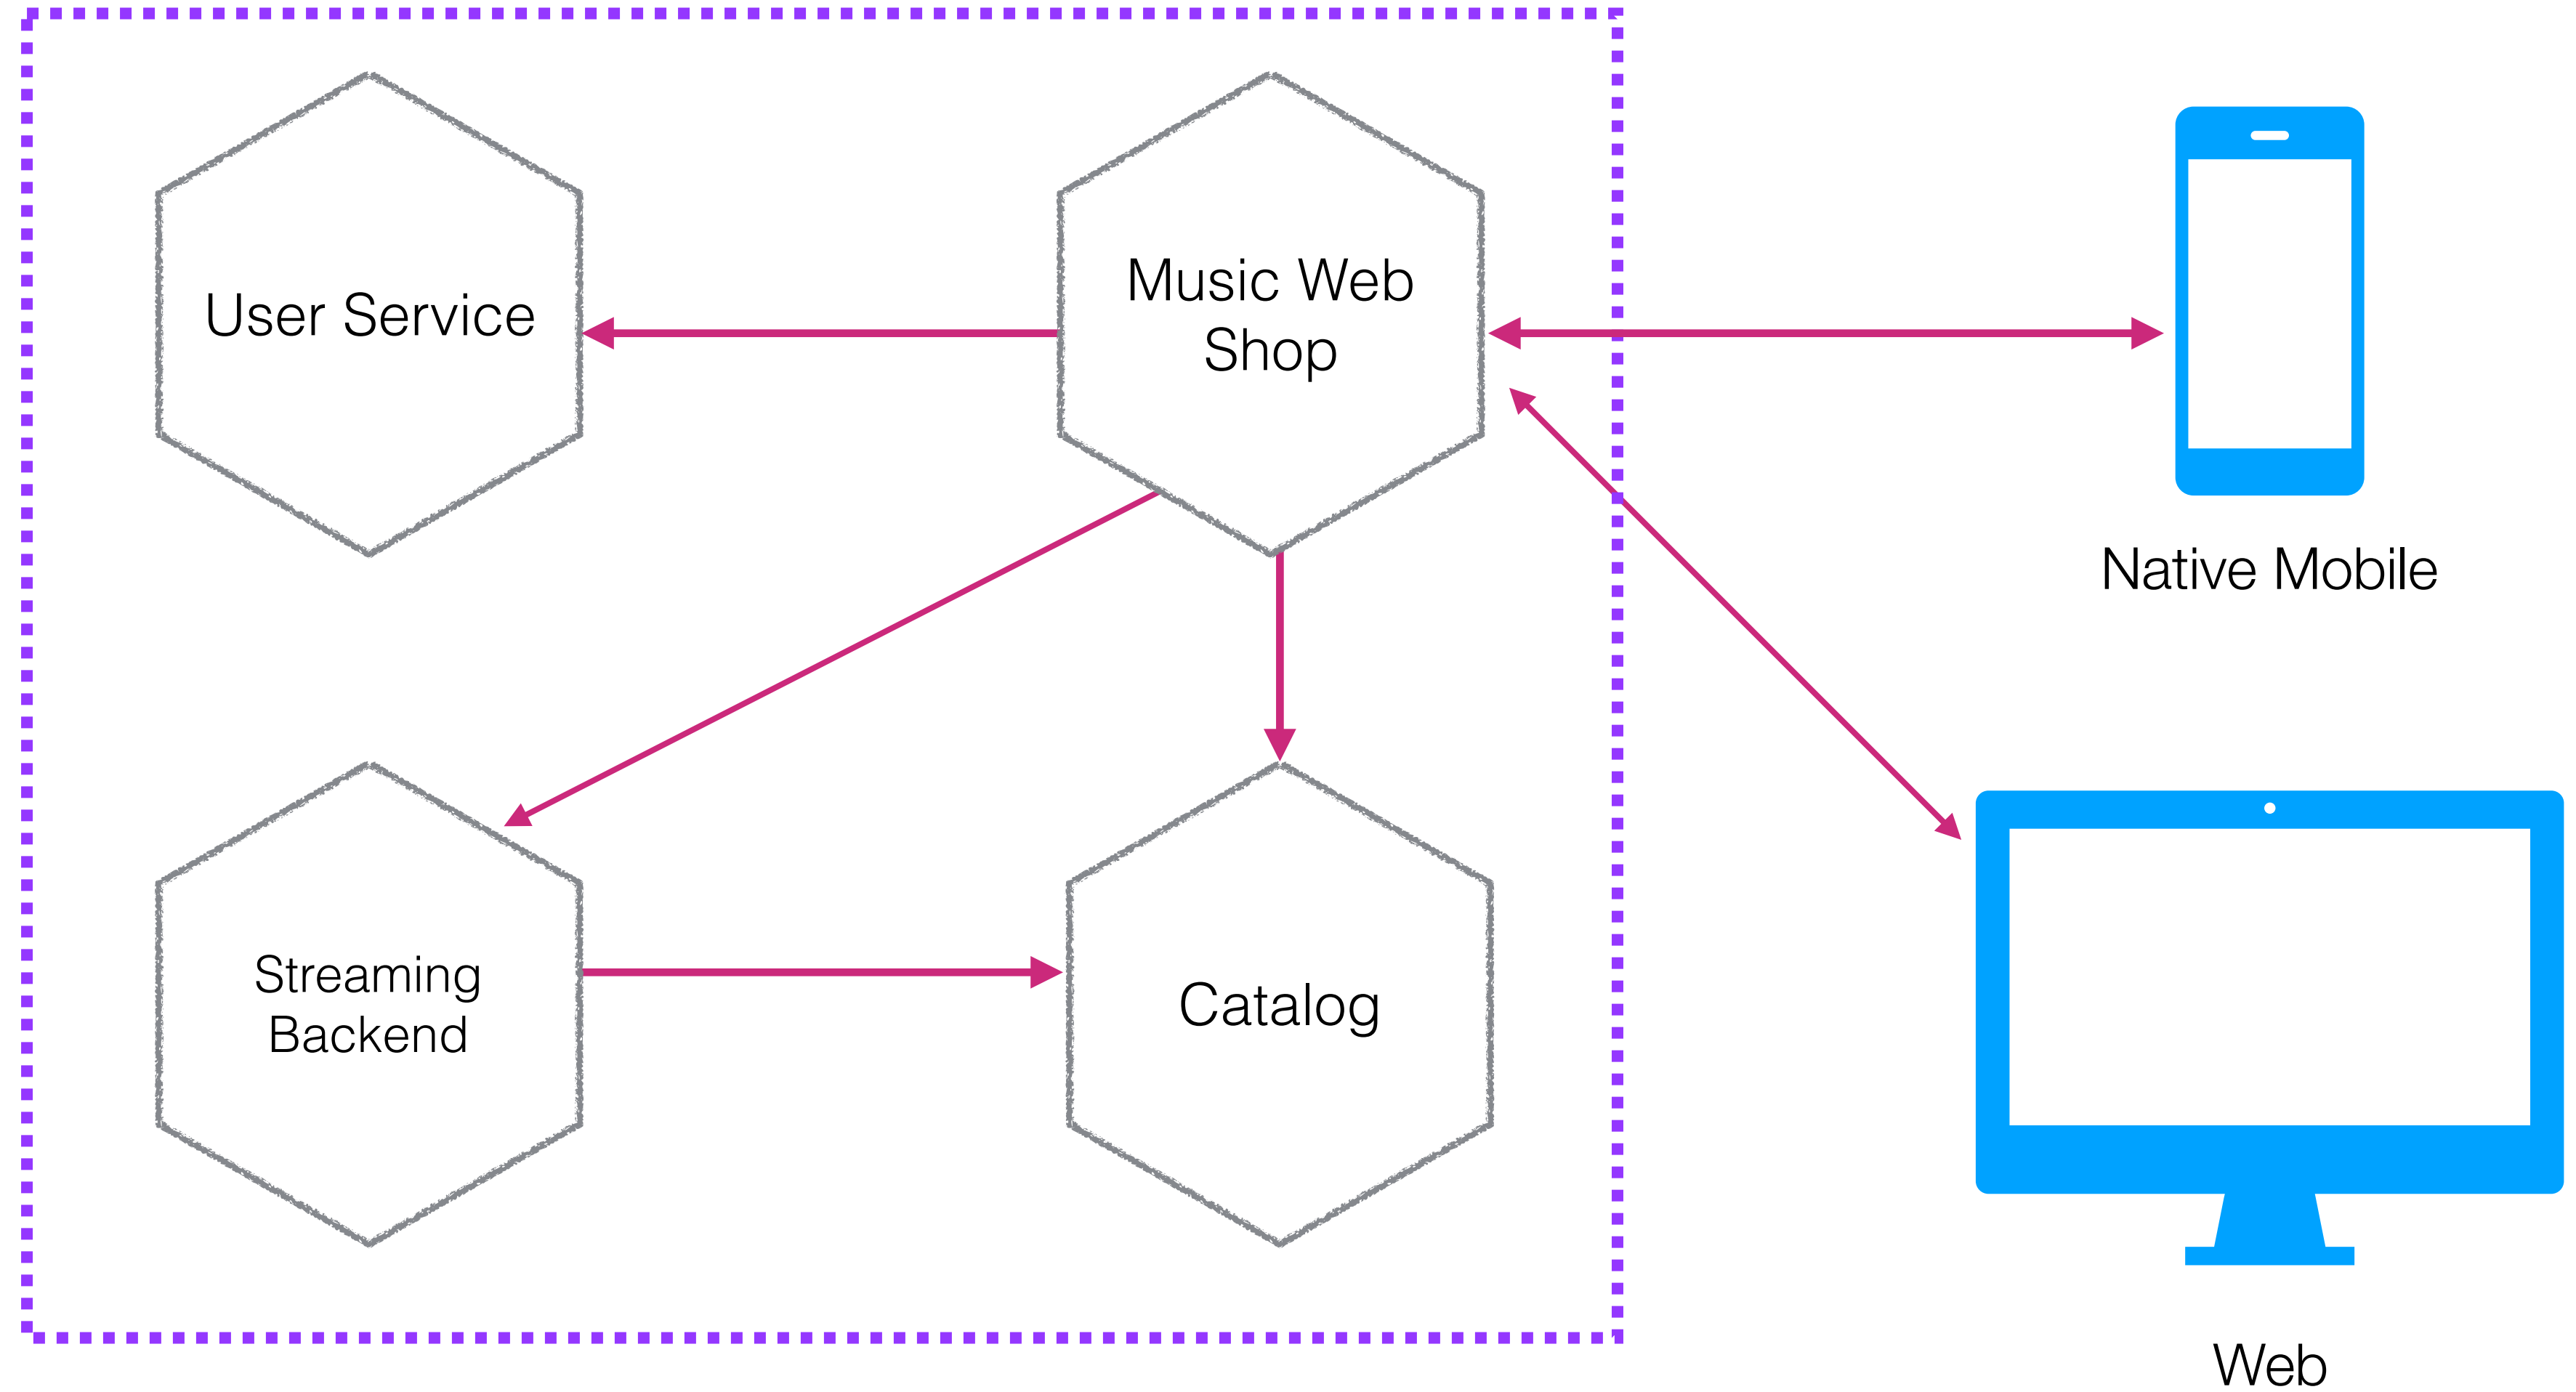 User Service
Music Web
Shop
Native Mobile
Streaming
Backend
Catalog
Web